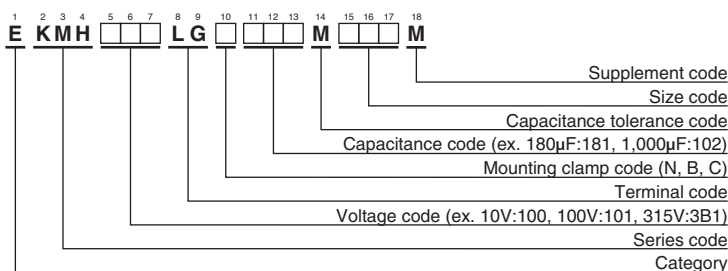 1 2 3 4 5 6 7 8 9 10 11 12 13 14 15 16 17 18
E K M H □ □ □ L G □ □ □ □ M □ □ □ M
Supplement code
Size code
Capacitance tolerance code
Capacitance code (ex. 180μF:181, 1,000μF:102)
Mounting clamp code (N, B, C)
Terminal code
Voltage code (ex. 10V:100, 100V:101, 315V:3B1)
Series code
Category